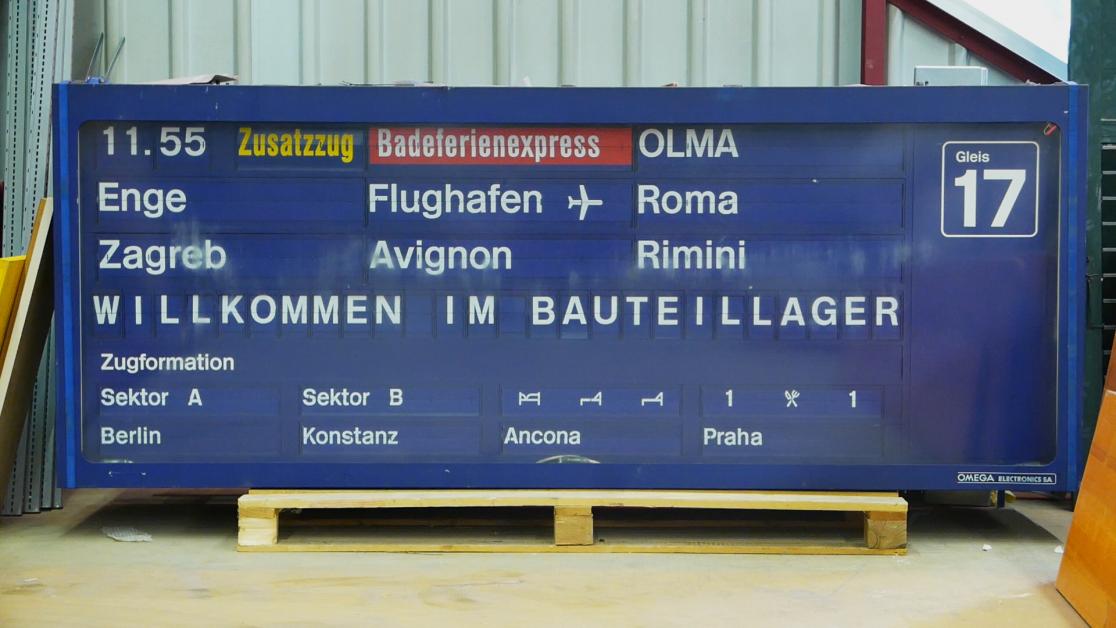 11.55 Zusatzzug Badeferienexpress OLMA
Gleis
17
Enge Flughafen Roma
Zagreb Avignon Rimini
WILLKOMMEN IM BAUTEILLAGER
Zugformation
Sektor A Sektor B 1 1
Berlin Konstanz Ancona Praha
OMEGA ELECTRONICS SA